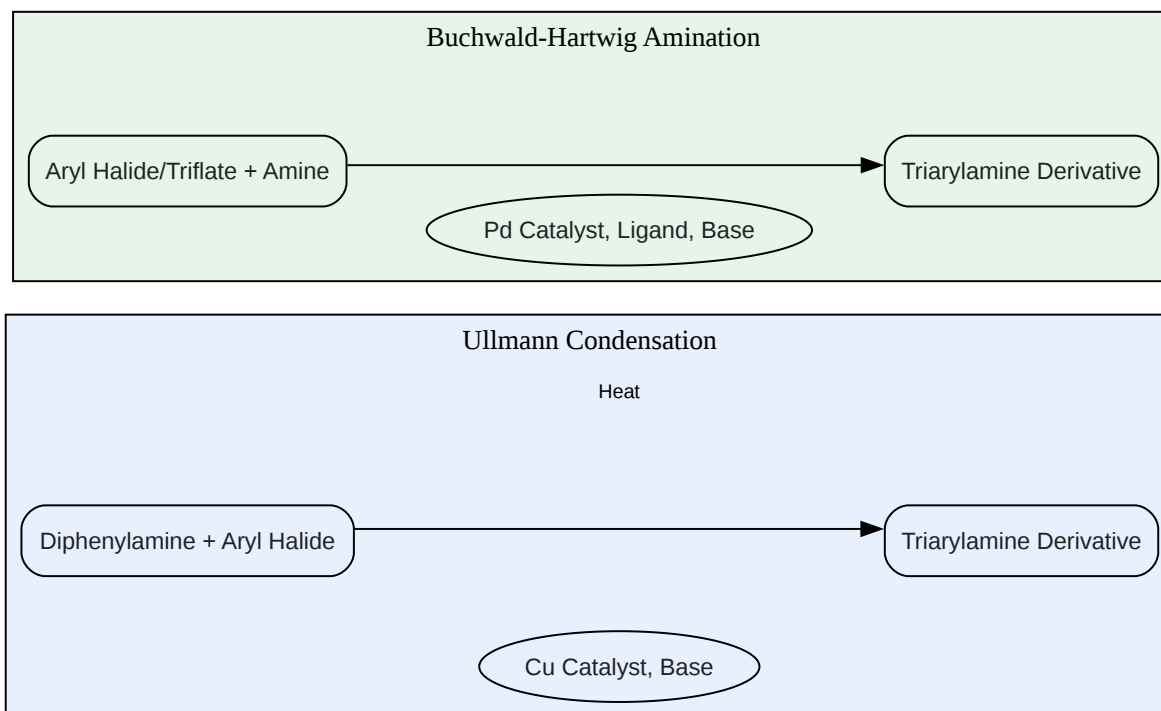 Buchwald-Hartwig Amination
Aryl Halide/Triflate + Amine
Triarylamine Derivative
Pd Catalyst, Ligand, Base
Ullmann Condensation
Heat
Diphenylamine + Aryl Halide
Triarylamine Derivative
Cu Catalyst, Base